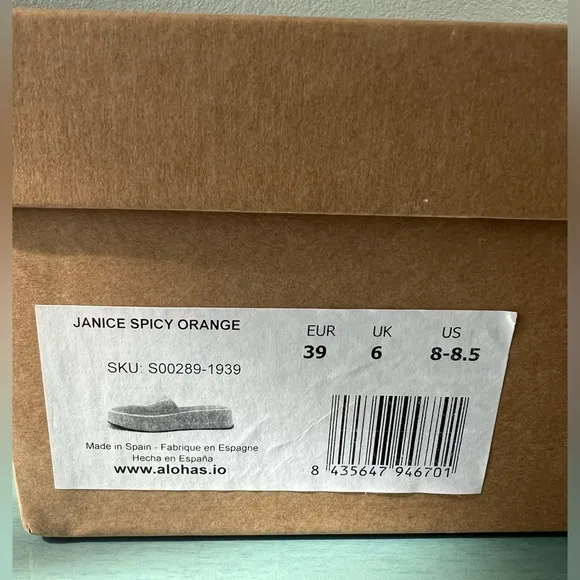 JANICE SPICY ORANGE
EUR UK US
39 6 8-8.5
SKU: S00289-1939
Made in Spain - Fabrique en Espagne
Hecha en España
www.alohas.io
8 435647 946701